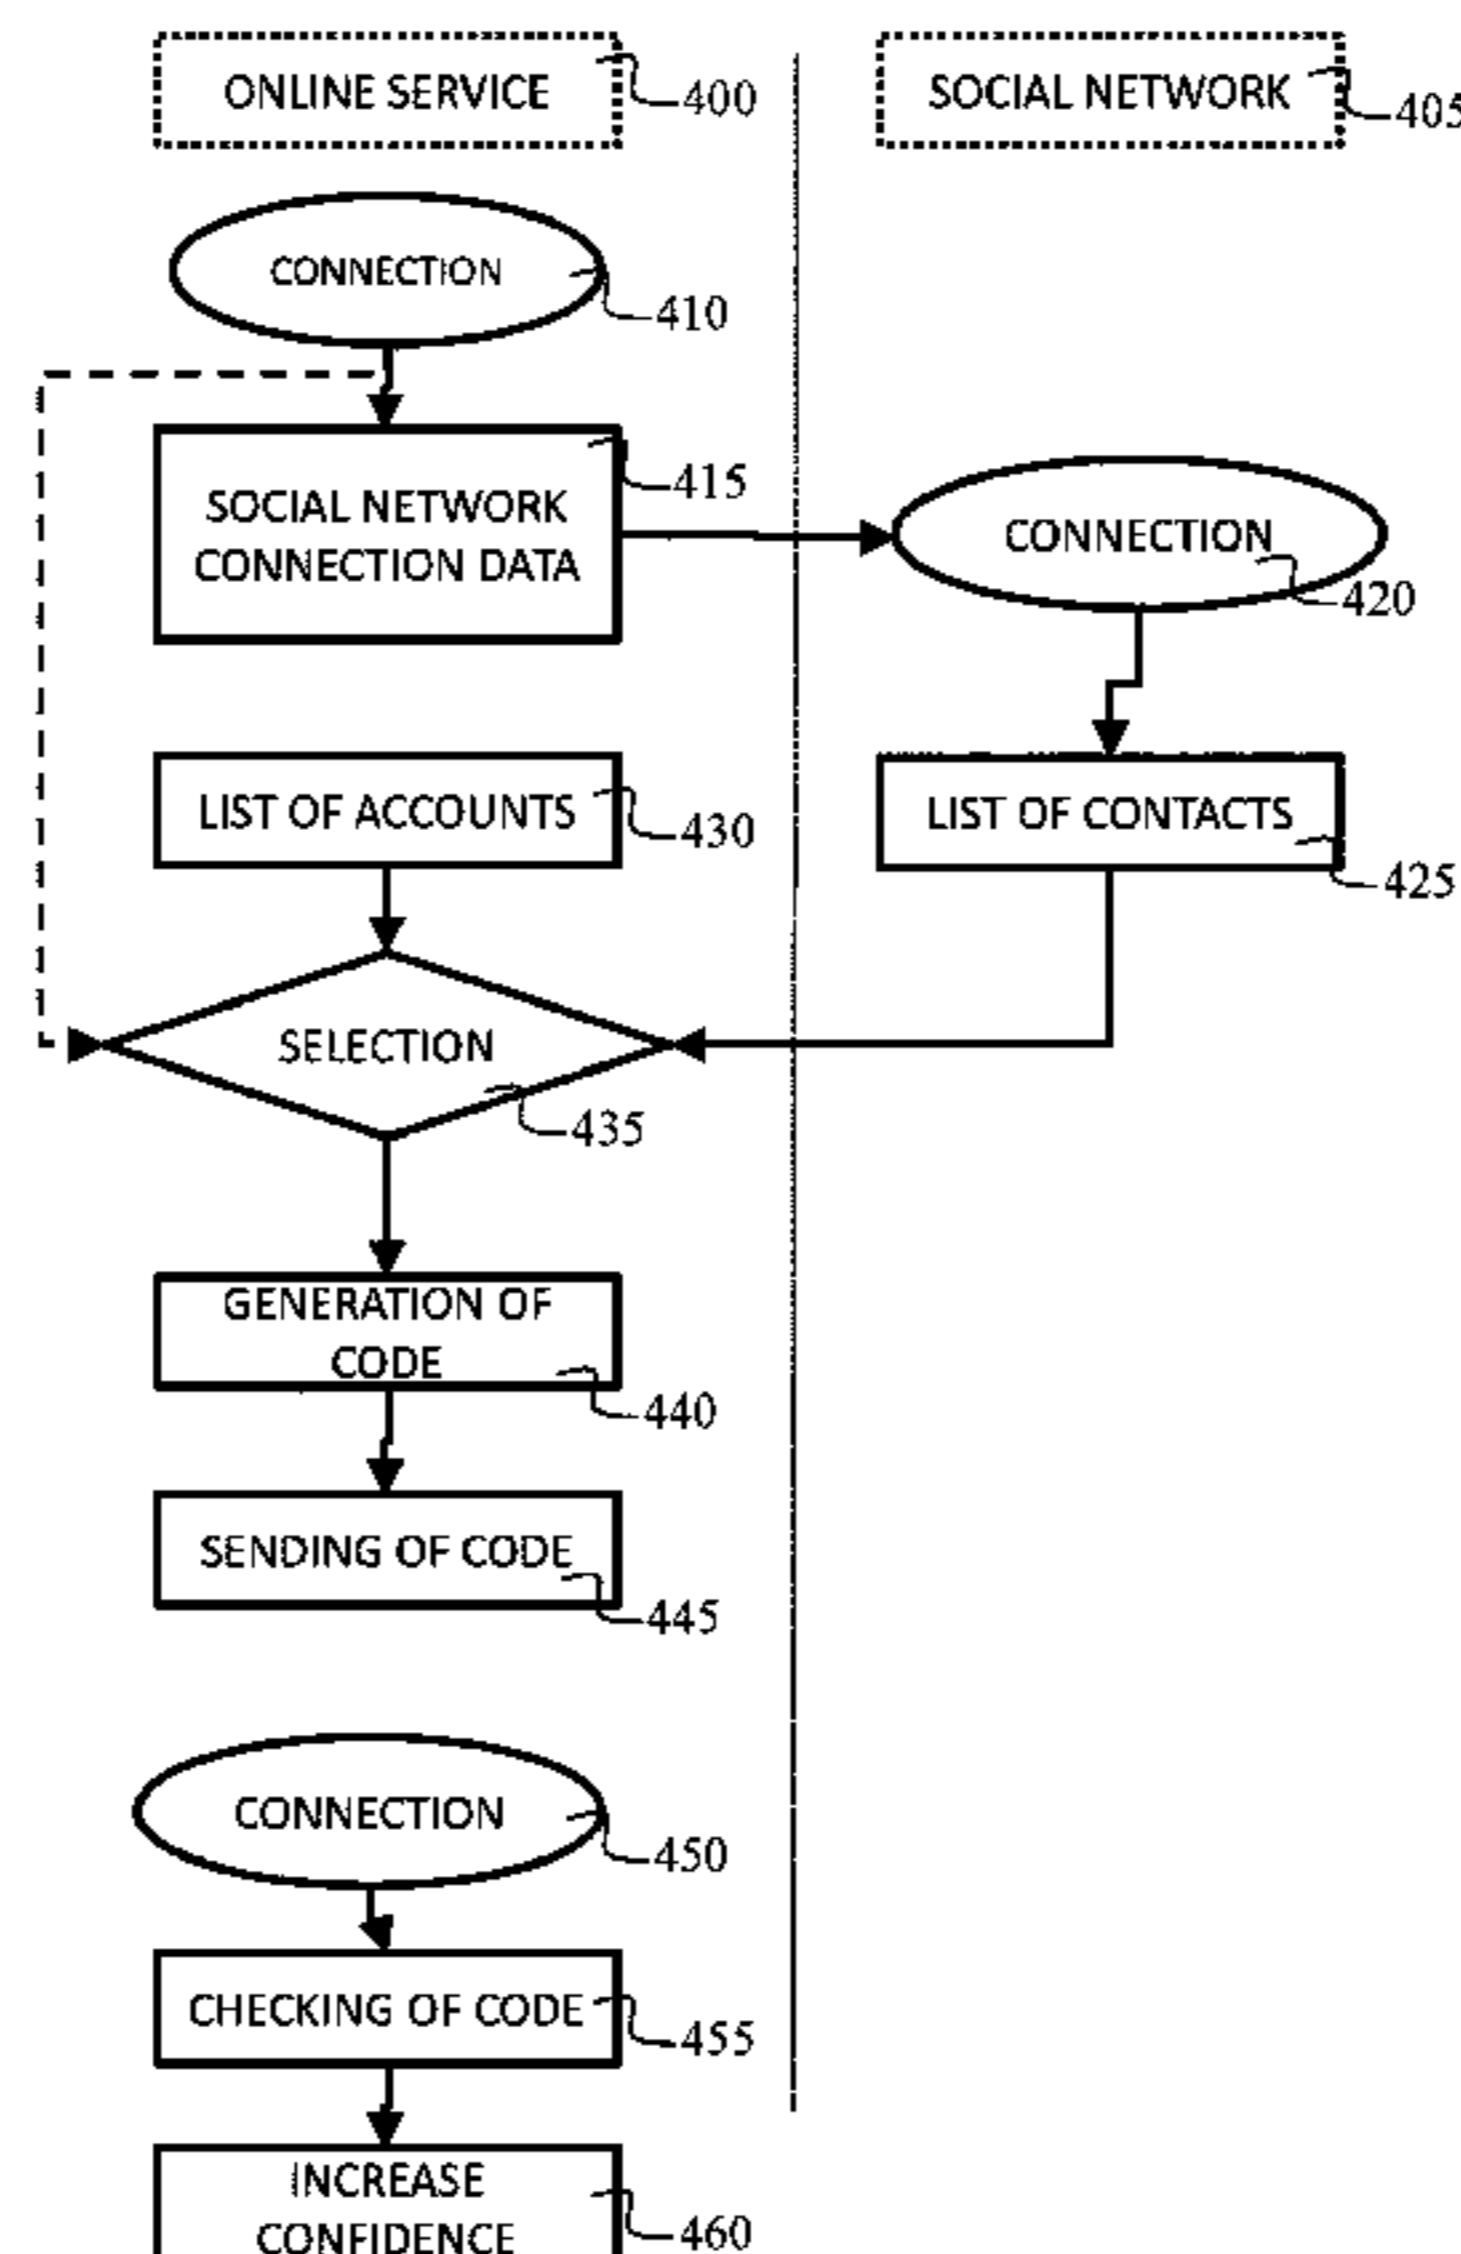 ONLINE SERVICE
400
SOCIAL NETWORK
405
CONNECTION
410
SOCIAL NETWORK
CONNECTION DATA
415
CONNECTION
420
LIST OF ACCOUNTS
430
LIST OF CONTACTS
425
SELECTION
435
GENERATION OF
CODE
440
SENDING OF CODE
445
CONNECTION
450
CHECKING OF CODE
455
INCREASE
CONFIDENCE
460